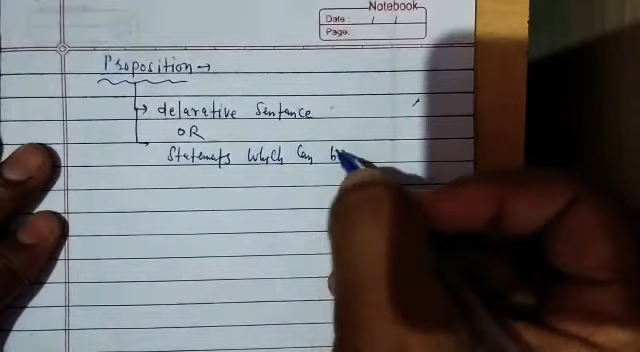 Notebook
Date : / /
Page:
Proposition →
→ delarative Sentence
OR
Statements which can b